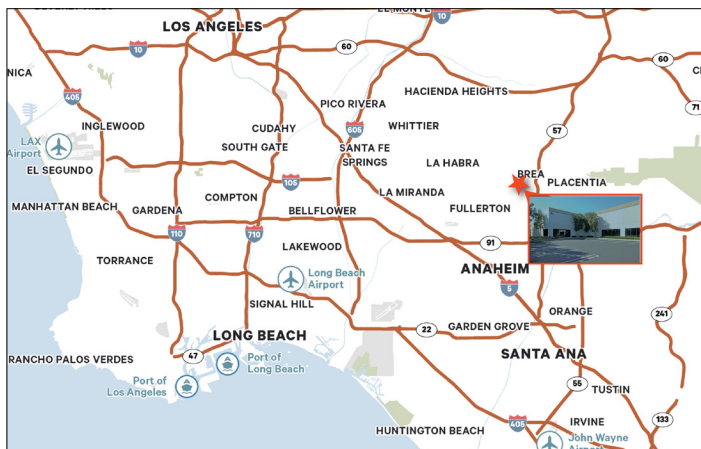 EL MONTE
LOS ANGELES
10
10
60
60
NICA
405
HACIENDA HEIGHTS
71
PICO RIVERA
INGLEWOOD
CUDAHY
605
WHITTIER
57
LAX
Airport
SOUTH GATE
SANTA FE
SPRINGS
EL SEGUNDO
LA HABRA
BREA
PLACENTIA
105
COMPTON
LA MIRANDA
MANHATTAN BEACH
GARDENA
BELLFLOWER
FULLERTON
110
710
LAKEWOOD
91
TORRANCE
ANAHEIM
Long Beach
Airport
5
SIGNAL HILL
ORANGE
241
LONG BEACH
22
GARDEN GROVE
SANTA ANA
RANCHO PALOS VERDES
47
Port of
Long Beach
Port of
Los Angeles
55
TUSTIN
133
HUNTINGTON BEACH
405
IRVINE
John Wayne
Airport